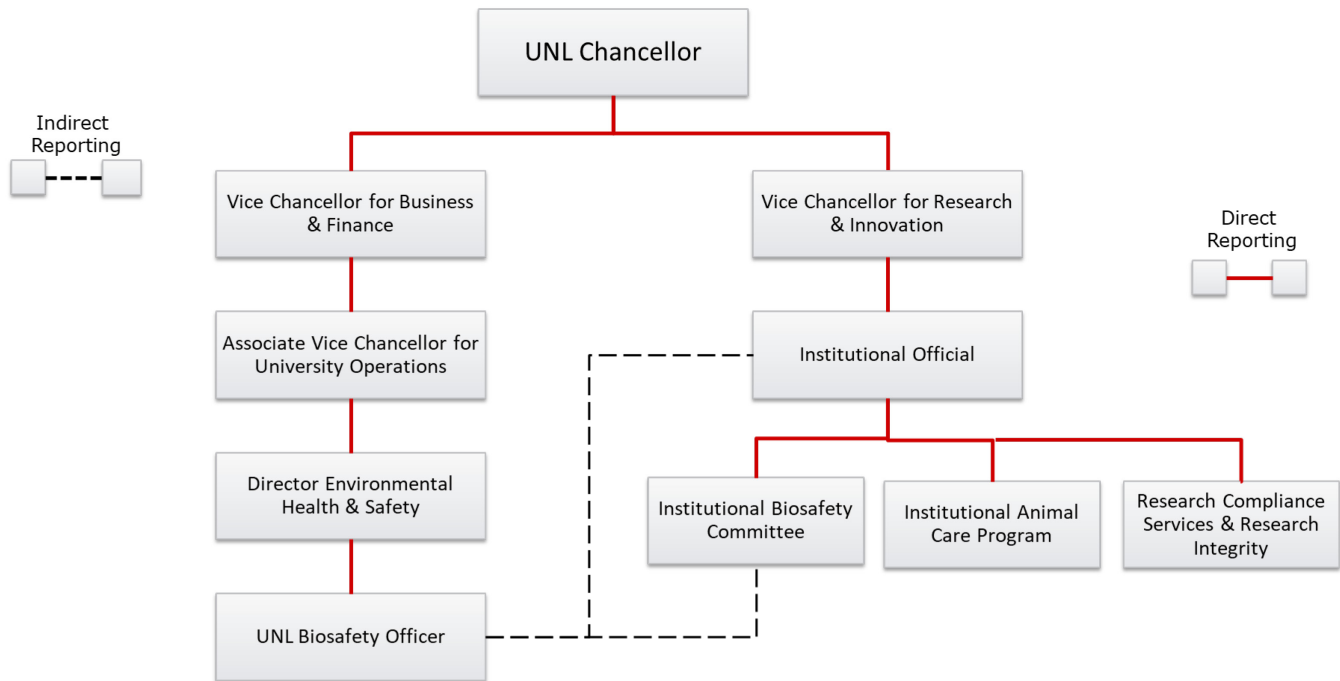 UNL Chancellor
Indirect
Reporting
Vice Chancellor for Business
& Finance
Vice Chancellor for Research
& Innovation
Direct
Reporting
Associate Vice Chancellor for
University Operations
Institutional Official
Director Environmental
Health & Safety
Institutional Biosafety
Committee
Institutional Animal
Care Program
Research Compliance
Services & Research
Integrity
UNL Biosafety Officer